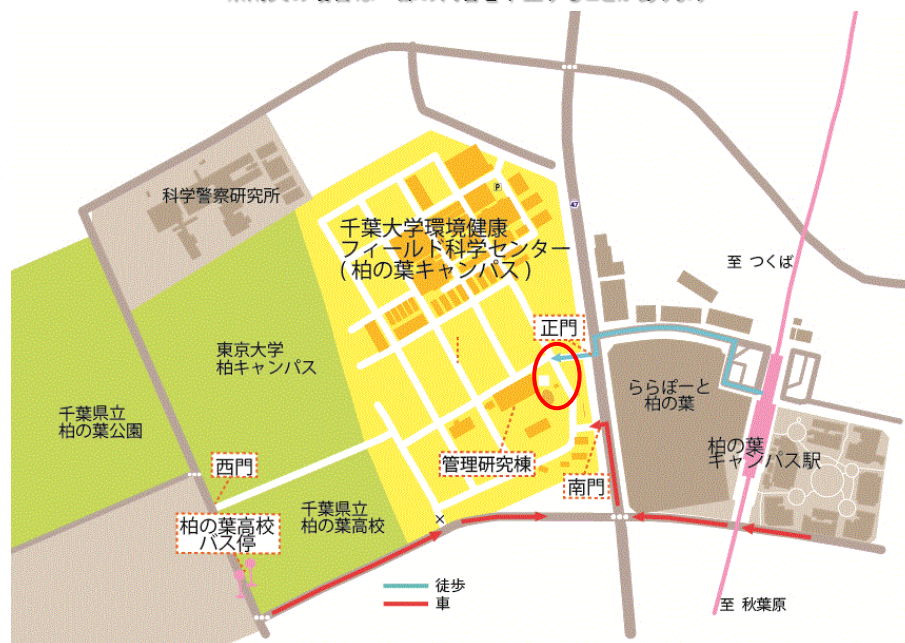 科学警察研究所
千葉大学環境健康
フィールド科学センター
(柏の葉キャンパス)
P
47
至 つくば
正門
東京大学
柏キャンパス
ららぽーと
柏の葉
千葉県立
柏の葉公園
柏の葉
キャンパス駅
西門
管理研究棟
南門
千葉県立
柏の葉高校
柏の葉高校
バス停
×
徒歩
車
至 秋葉原